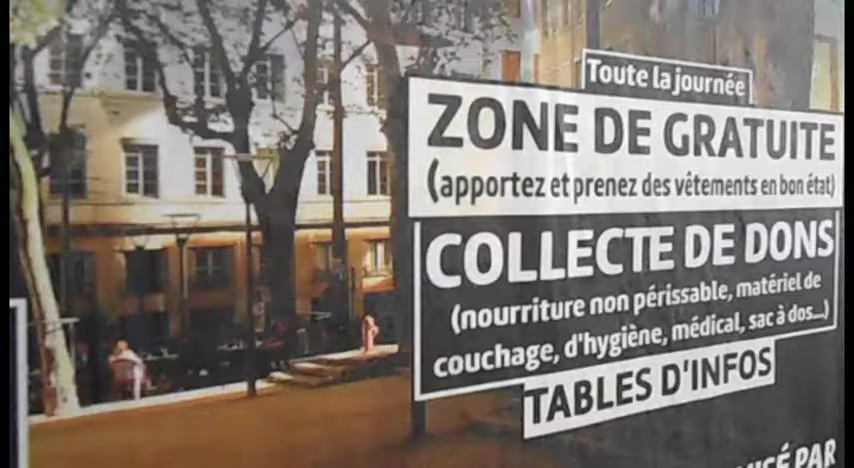 Toute la journée
ZONE DE GRATUITE
(apportez et prenez des vêtements en bon état)
COLLECTE DE DONS
(nourriture non périssable, matériel de
couchage, d'hygiène, médical, sac à dos...)
TABLES D'INFOS
PAR